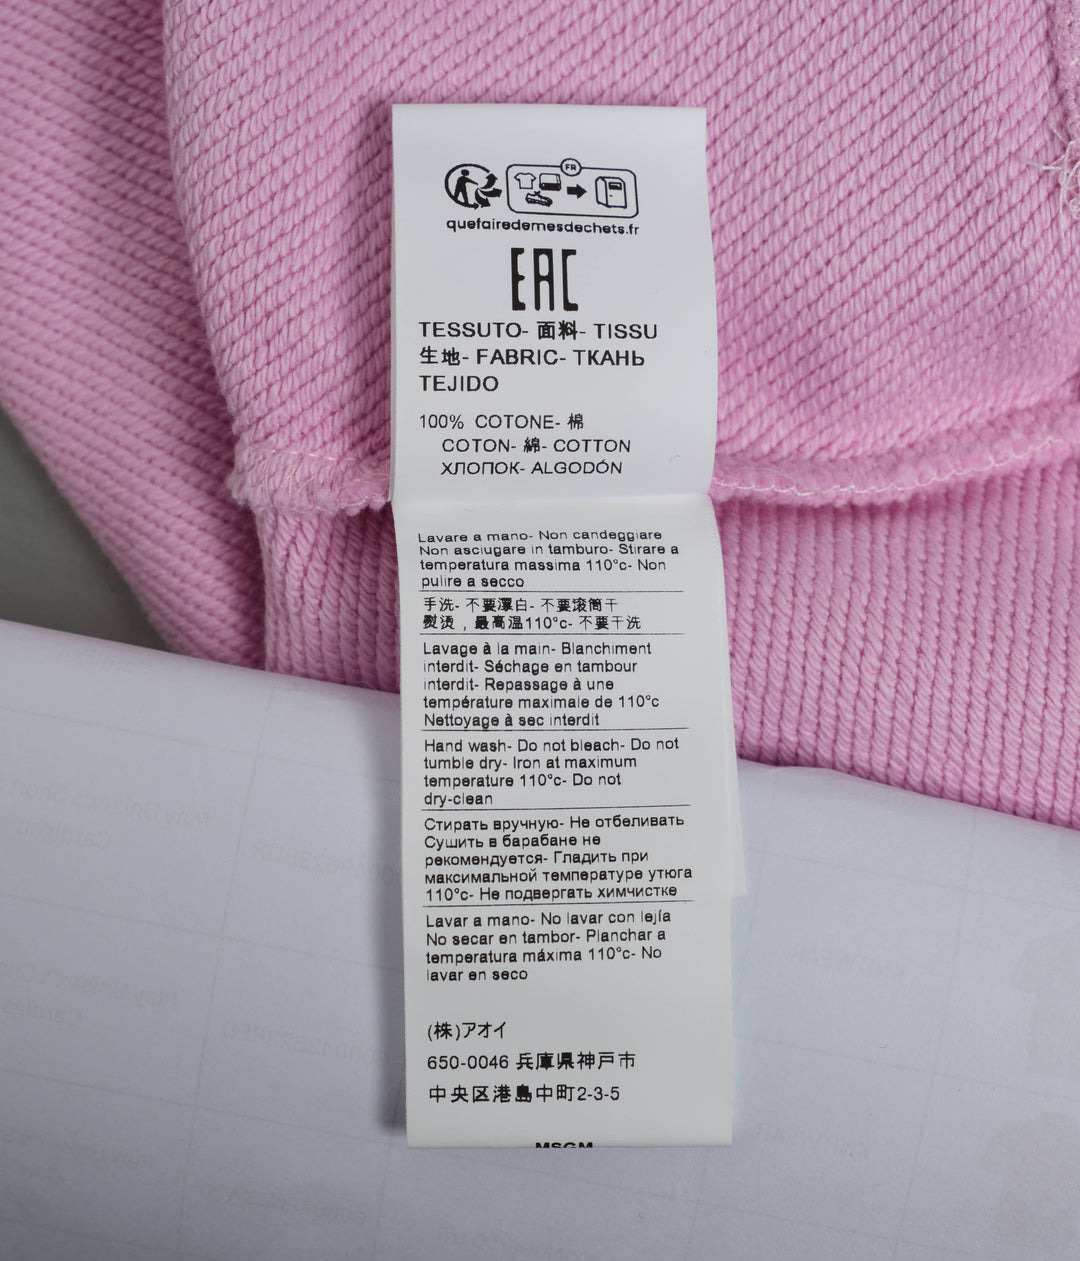 FR
quefairedemesdechets.fr
EAC
TESSUTO- 面料- TISSU
生地- FABRIC- ТКАНЬ
TEJIDO
100% COTONE- 棉
COTON- 綿- COTTON
ХЛОПОК- ALGODÓN
Lavare a mano- Non candeggiare
Non asciugare in tamburo- Stirare a
temperatura massima 110°c- Non
pulire a secco
手洗- 不要漂白- 不要滚筒干
熨烫，最高温110°c- 不要干洗
Lavage à la main- Blanchiment
interdit- Séchage en tambour
interdit- Repassage à une
température maximale de 110°c
Nettoyage à sec interdit
Hand wash- Do not bleach- Do not
tumble dry- Iron at maximum
temperature 110°c- Do not
dry-clean
Стирать вручную- Не отбеливать
Сушить в барабане не
рекомендуется- Гладить при
максимальной температуре утюга
110°c- Не подвергать химчистке
Lavar a mano- No lavar con lejía
No secar en tambor- Planchar a
temperatura máxima 110°c- No
lavar en seco
(株)アオイ
650-0046 兵庫県神戸市
中央区港島中町2-3-5
MSGM